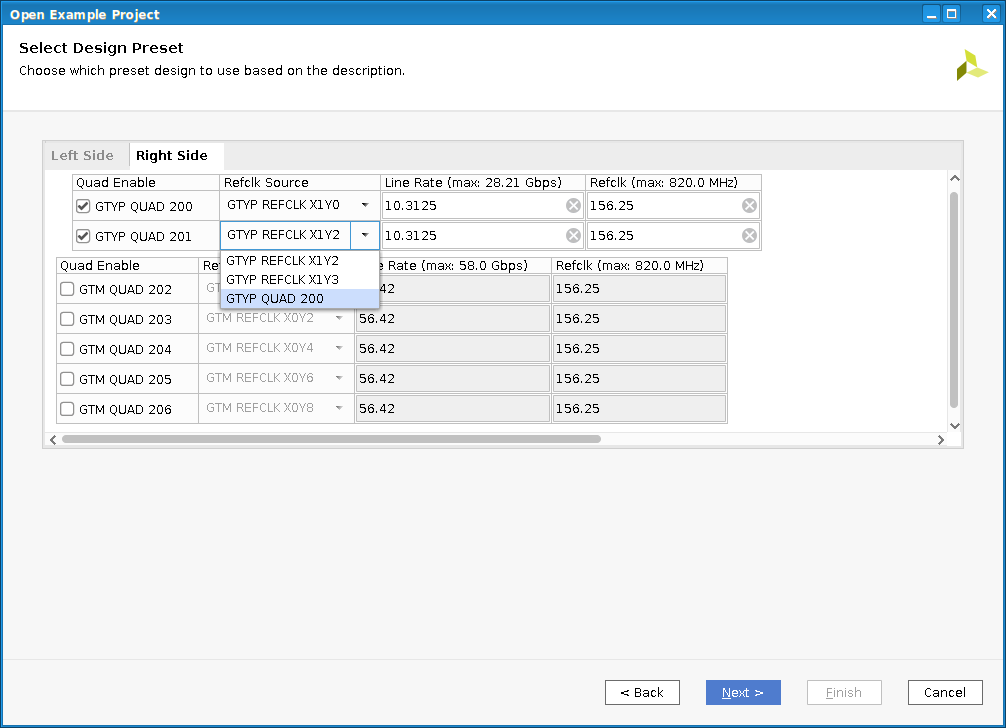 Open Example Project
Select Design Preset
Choose which preset design to use based on the description.
Left Side Right Side
Quad Enable Refclk Source Line Rate (max: 28.21 Gbps) Refclk (max: 820.0 MHz)
GTYP QUAD 200 GTYP REFCLK X1Y0 10.3125 156.25
GTYP QUAD 201 GTYP REFCLK X1Y2 10.3125 156.25
GTYP REFCLK X1Y2
GTYP REFCLK X1Y3
GTYP QUAD 200
Quad Enable Re e Rate (max: 58.0 Gbps) Refclk (max: 820.0 MHz)
GTM QUAD 202 GT 42 156.25
GTM QUAD 203 GTM REFCLK X0Y2 56.42 156.25
GTM QUAD 204 GTM REFCLK X0Y4 56.42 156.25
GTM QUAD 205 GTM REFCLK X0Y6 56.42 156.25
GTM QUAD 206 GTM REFCLK X0Y8 56.42 156.25
< Back Next > Finish Cancel